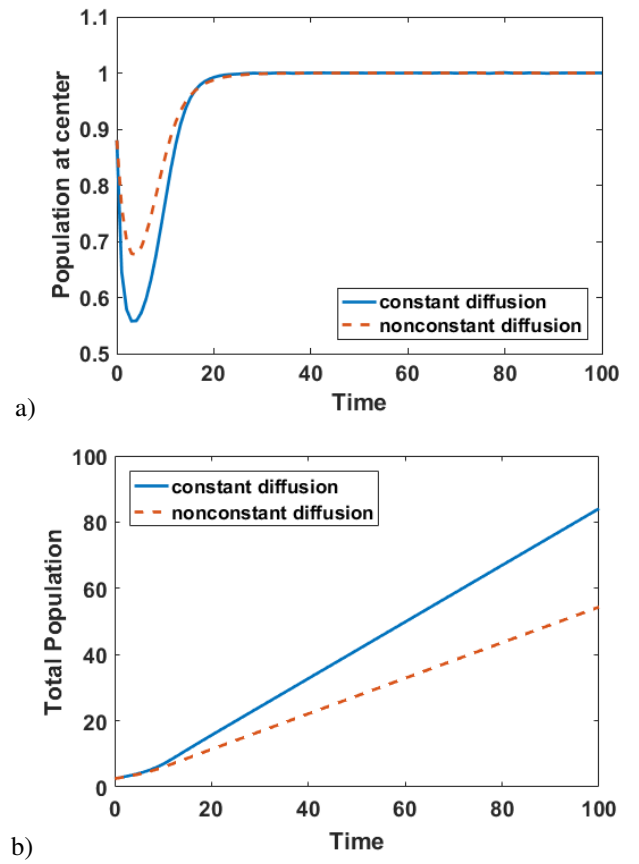 1.1
1
0.9
0.8
0.7
0.6
0.5
Population at center
constant diffusion
nonconstant diffusion
0 20 40 60 80 100
Time
a)
100
80
60
40
20
0
Total Population
constant diffusion
nonconstant diffusion
0 20 40 60 80 100
Time
b)